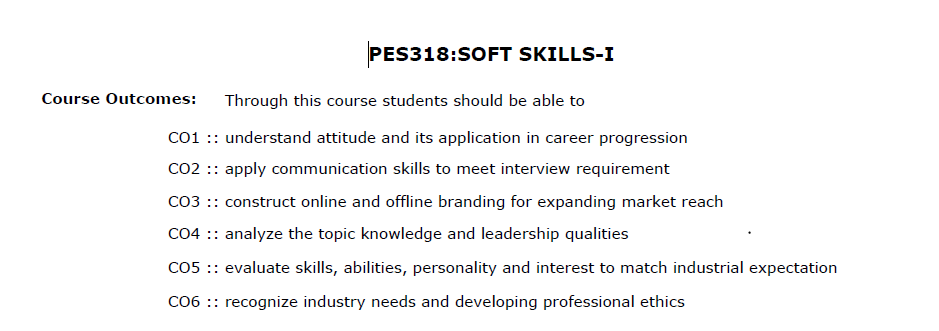 PES318:SOFT SKILLS-I
Course Outcomes: Through this course students should be able to
CO1 :: understand attitude and its application in career progression
CO2 :: apply communication skills to meet interview requirement
CO3 :: construct online and offline branding for expanding market reach
CO4 :: analyze the topic knowledge and leadership qualities
CO5 :: evaluate skills, abilities, personality and interest to match industrial expectation
CO6 :: recognize industry needs and developing professional ethics